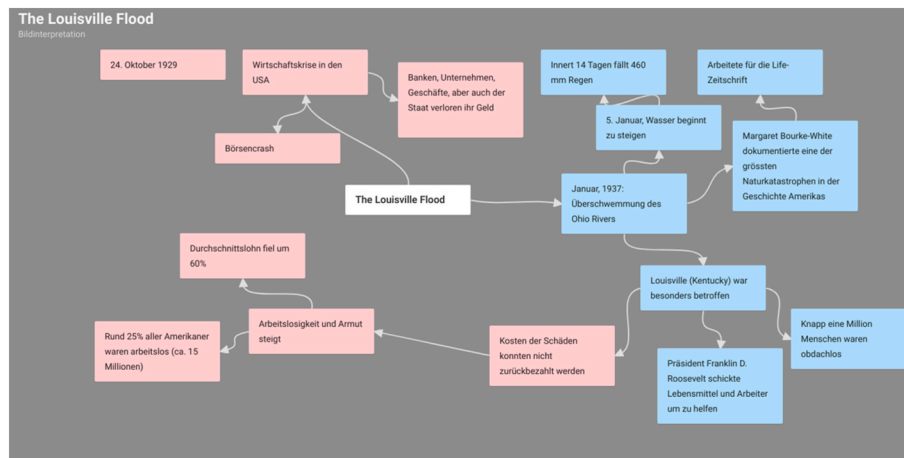 The Louisville Flood
Bildinterpretation
24. Oktober 1929
Wirtschaftskrise in den
USA
Banken, Unternehmen,
Geschäfte, aber auch der
Staat verloren ihr Geld
Börsencrash
Innert 14 Tagen fällt 460
mm Regen
Arbeitete für die Life-
Zeitschrift
5. Januar, Wasser beginnt
zu steigen
Margaret Bourke-White
dokumentierte eine der
grössten
Naturkatastrophen in der
Geschichte Amerikas
The Louisville Flood
Januar, 1937:
Überschwemmung des
Ohio Rivers
Durchschnittslohn fiel um
60%
Louisville (Kentucky) war
besonders betroffen
Arbeitslosigkeit und Armut
steigt
Rund 25% aller Amerikaner
waren arbeitslos (ca. 15
Millionen)
Kosten der Schäden
konnten nicht
zurückbezahlt werden
Knapp eine Million
Menschen waren
obdachlos
Präsident Franklin D.
Roosevelt schickte
Lebensmittel und Arbeiter
um zu helfen